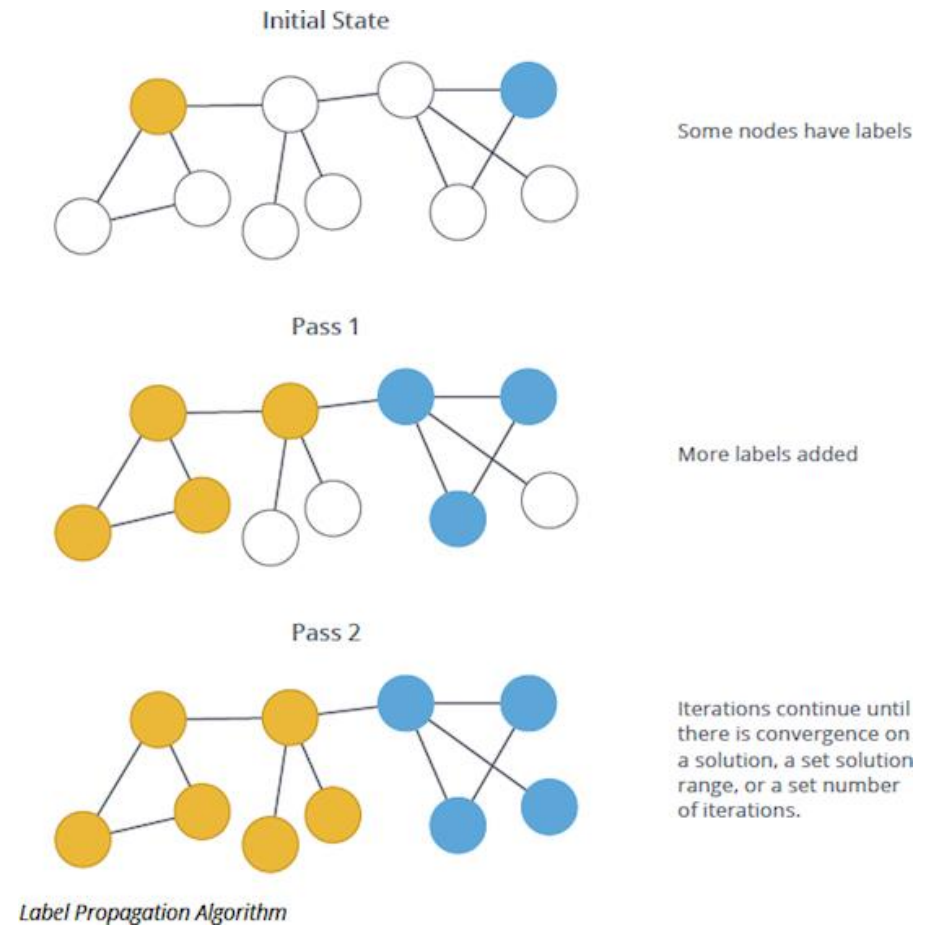 Initial State
Some nodes have labels
Pass 1
More labels added
Pass 2
Iterations continue until
there is convergence on
a solution, a set solution
range, or a set number
of iterations.
Label Propagation Algorithm